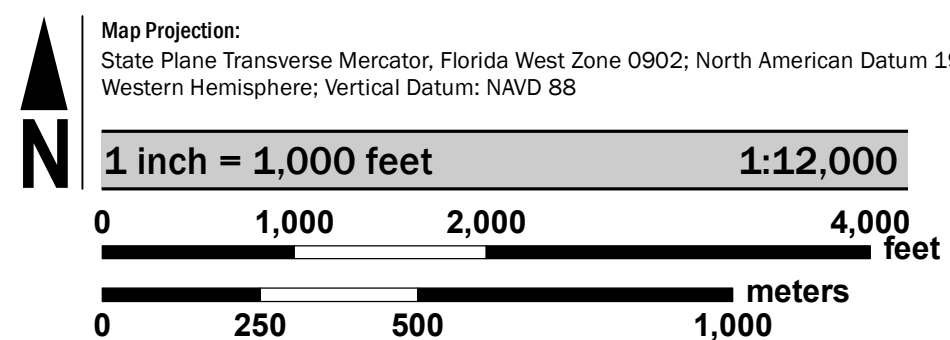 Map Projection:
State Plane Transverse Mercator, Florida West Zone 0902; North American Datum
Western Hemisphere; Vertical Datum: NAVD 88
N
1 inch = 1,000 feet 1:12,000
0 1,000 2,000 4,000
feet
meters
0 250 500 1,000